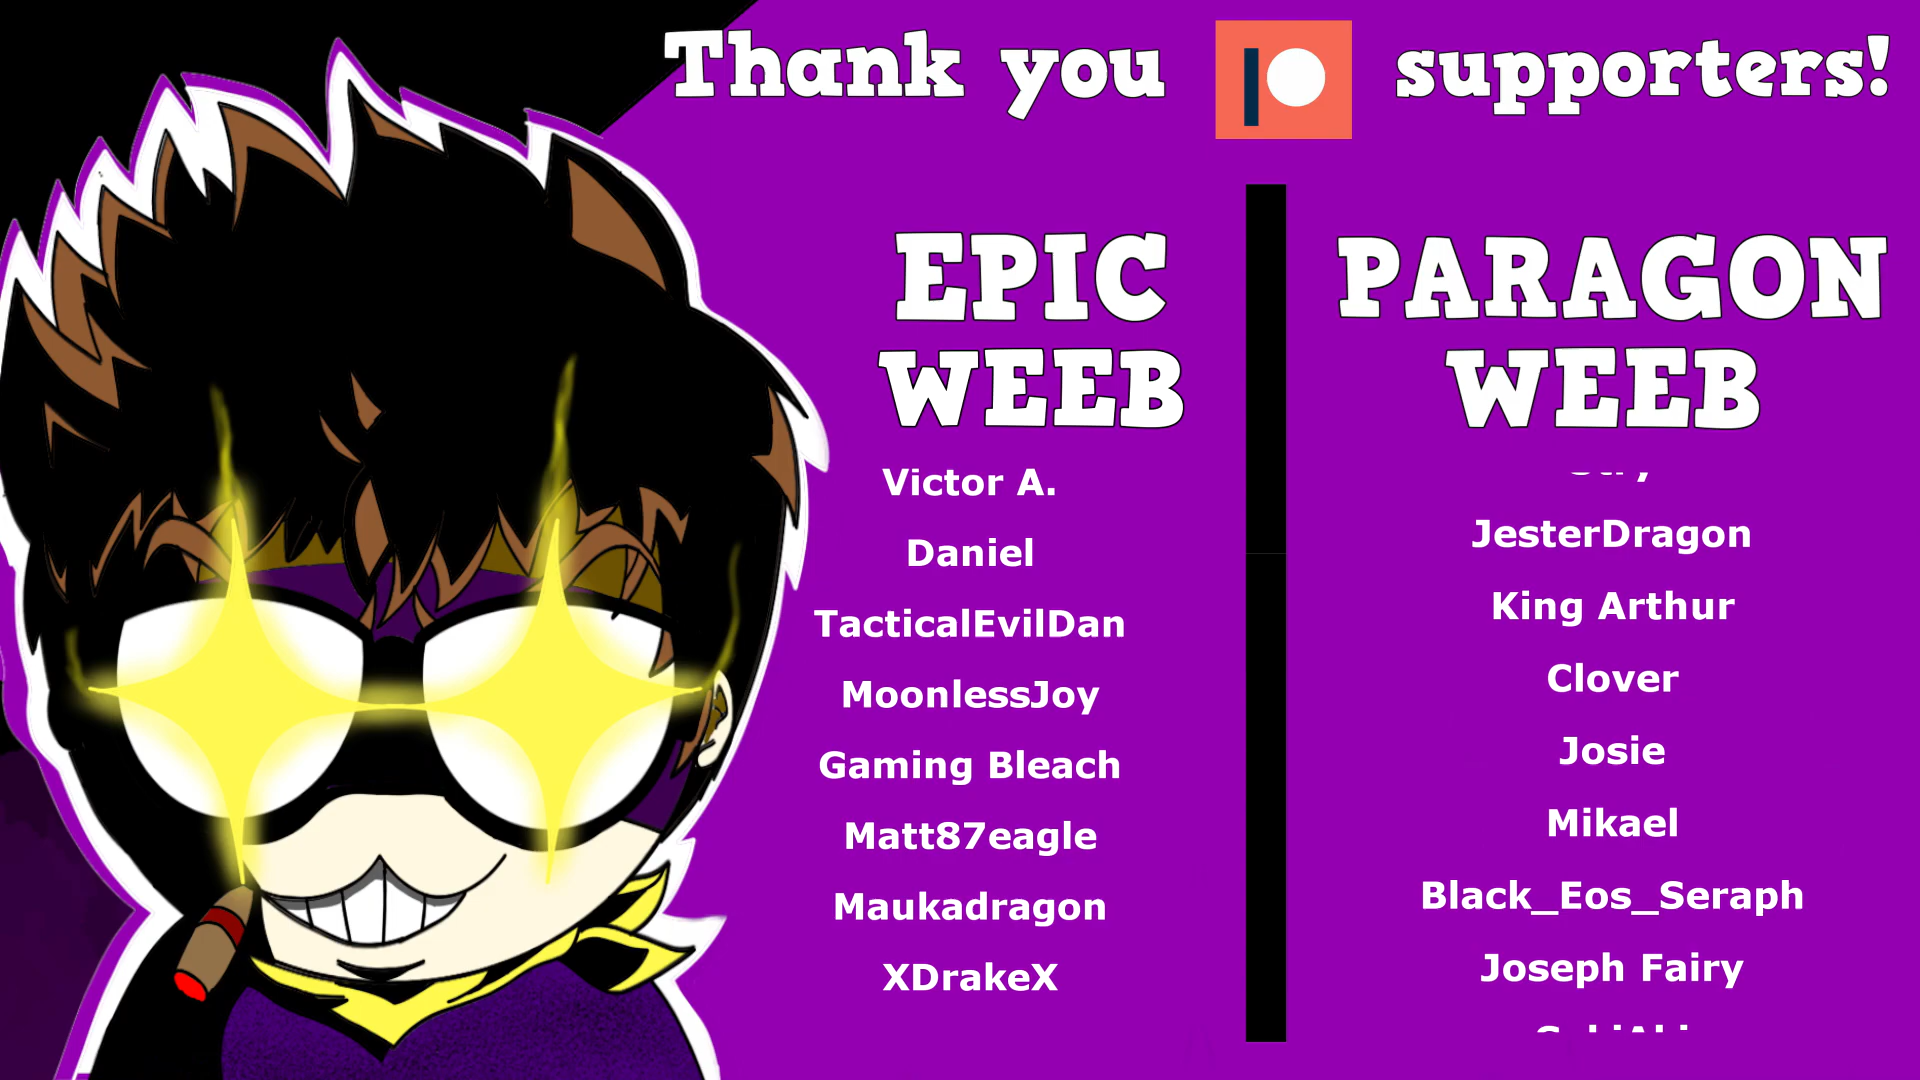 Thank you supporters!
EPIC
WEEB
Victor A.
Daniel
TacticalEvilDan
MoonlessJoy
Gaming Bleach
Matt87eagle
Maukadragon
XDrakeX
PARAGON
WEEB
JesterDragon
King Arthur
Clover
Josie
Mikael
Black_Eos_Seraph
Joseph Fairy